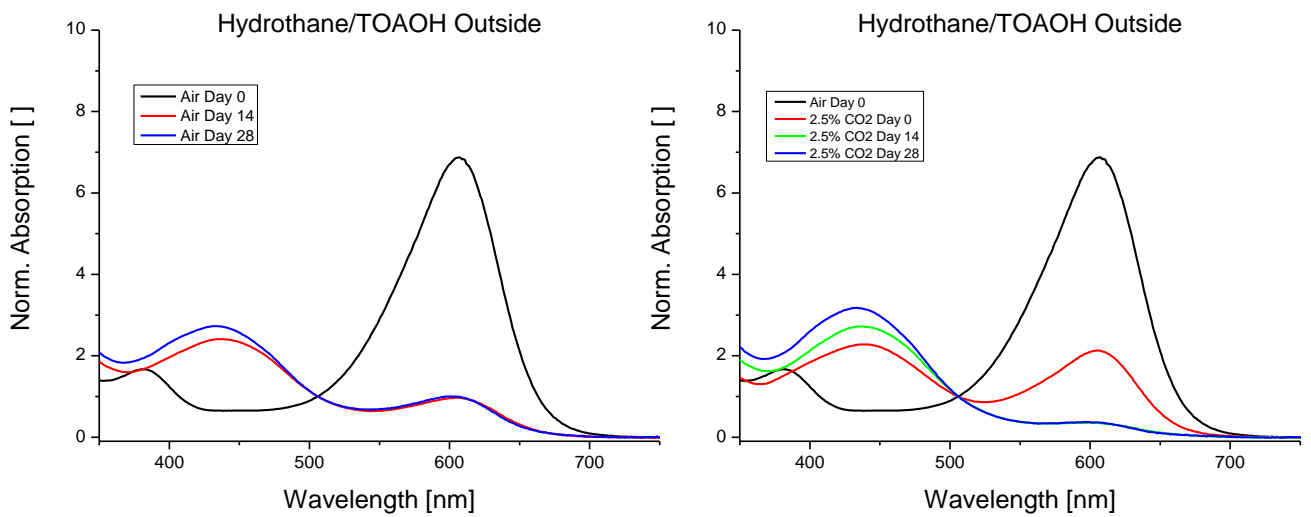 Hydrothane/TOAOH Outside
10
8
6
4
2
0
Norm. Absorption [ ]
Air Day 0
Air Day 14
Air Day 28
400 500 600 700
Wavelength [nm]
Hydrothane/TOAOH Outside
10
8
6
4
2
0
Norm. Absorption [ ]
Air Day 0
2.5% CO2 Day 0
2.5% CO2 Day 14
2.5% CO2 Day 28
400 500 600 700
Wavelength [nm]